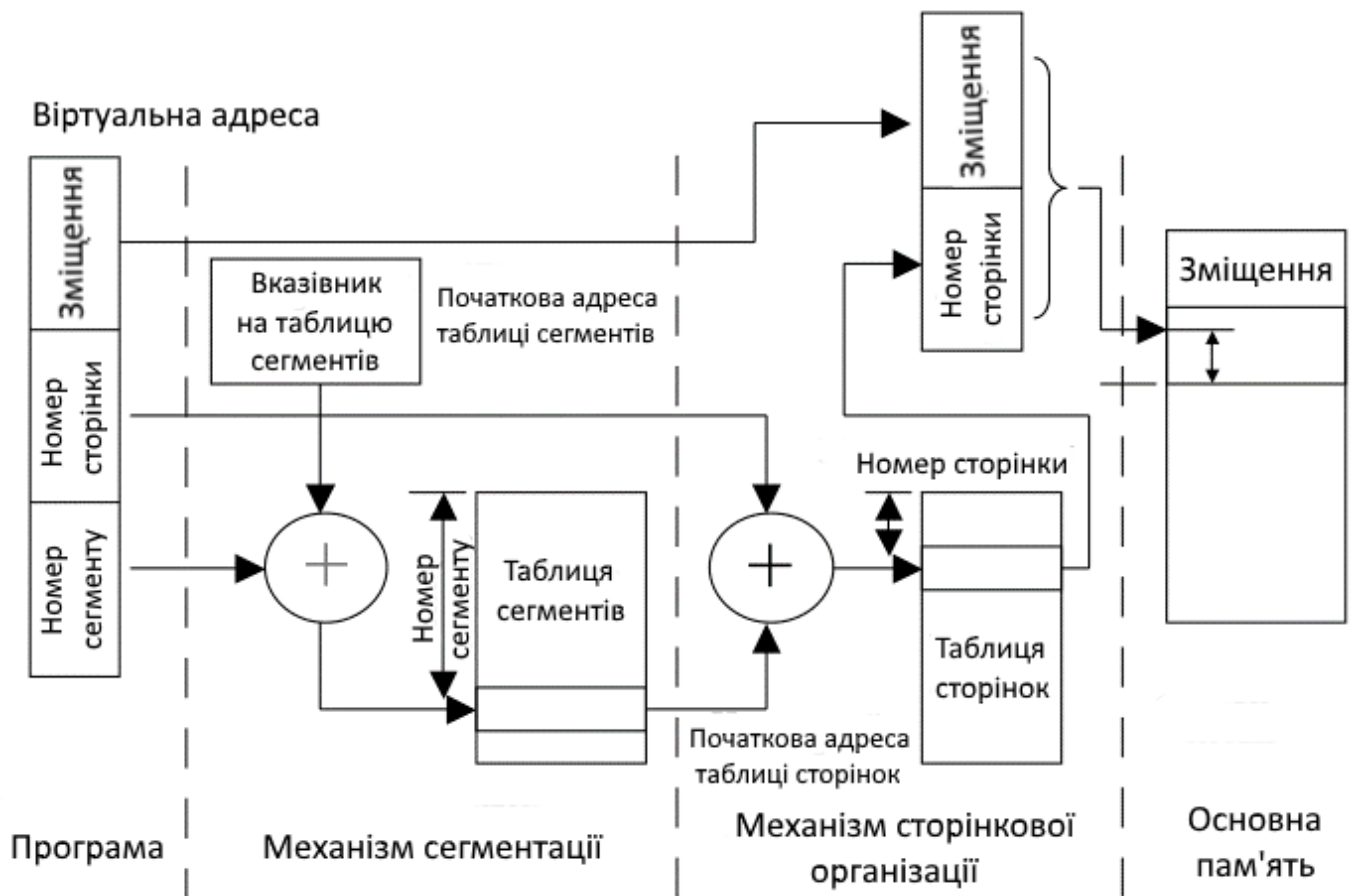 Віртуальна адреса
Зміщення
Номер
сторінки
Номер
сегменту
Вказівник
на таблицю
сегментів
Початкова адреса
таблиці сегментів
+
Номер
сегменту
Таблиця
сегментів
+
Початкова адреса
таблиці сторінок
Номер сторінки
Таблиця
сторінок
Зміщення
Номер
сторінки
Зміщення
Програма
Механізм сегментації
Механізм сторінкової
організації
Основна
пам'ять